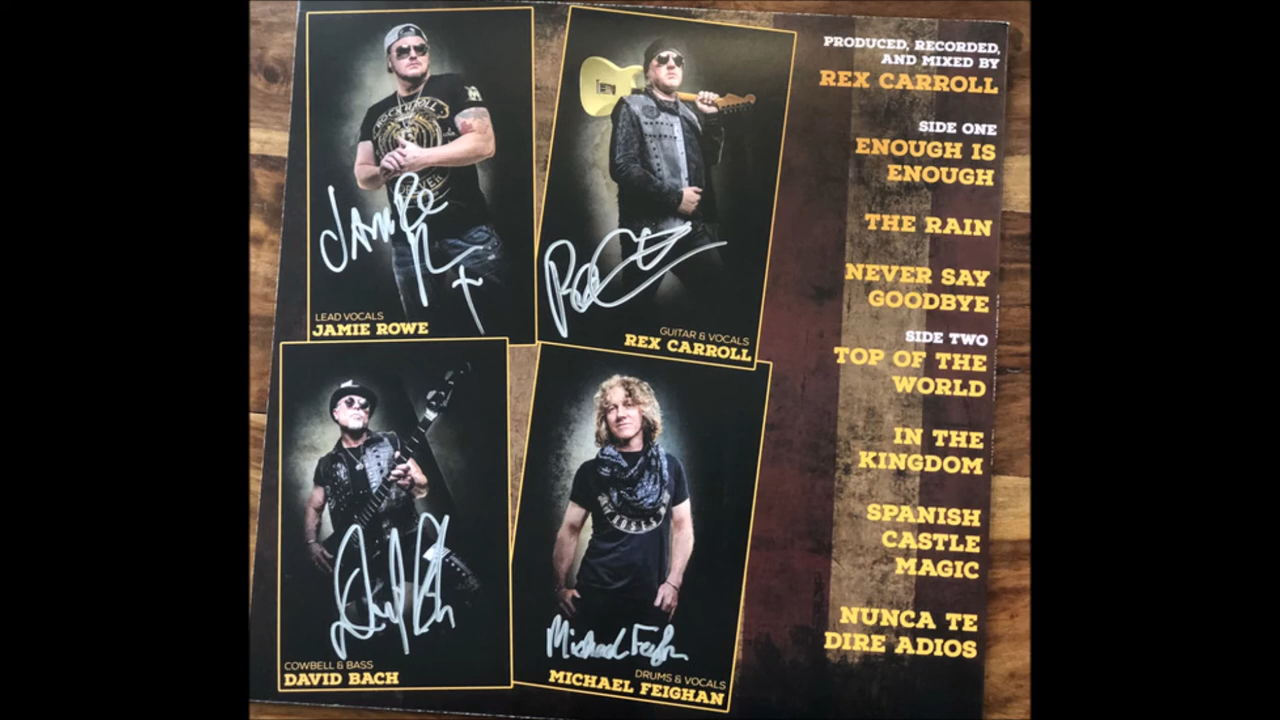 LEAD VOCALS
JAMIE ROWE
GUITAR & VOCALS
REX CARROLL
COWBELL & BASS
DAVID BACH
Michael Feighan
DRUMS & VOCALS
MICHAEL FEIGHAN
PRODUCED, RECORDED,
AND MIXED BY
REX CARROLL
SIDE ONE
ENOUGH IS
ENOUGH
THE RAIN
NEVER SAY
GOODBYE
SIDE TWO
TOP OF THE
WORLD
IN THE
KINGDOM
SPANISH
CASTLE
MAGIC
NUNCA TE
DIRE ADIOS